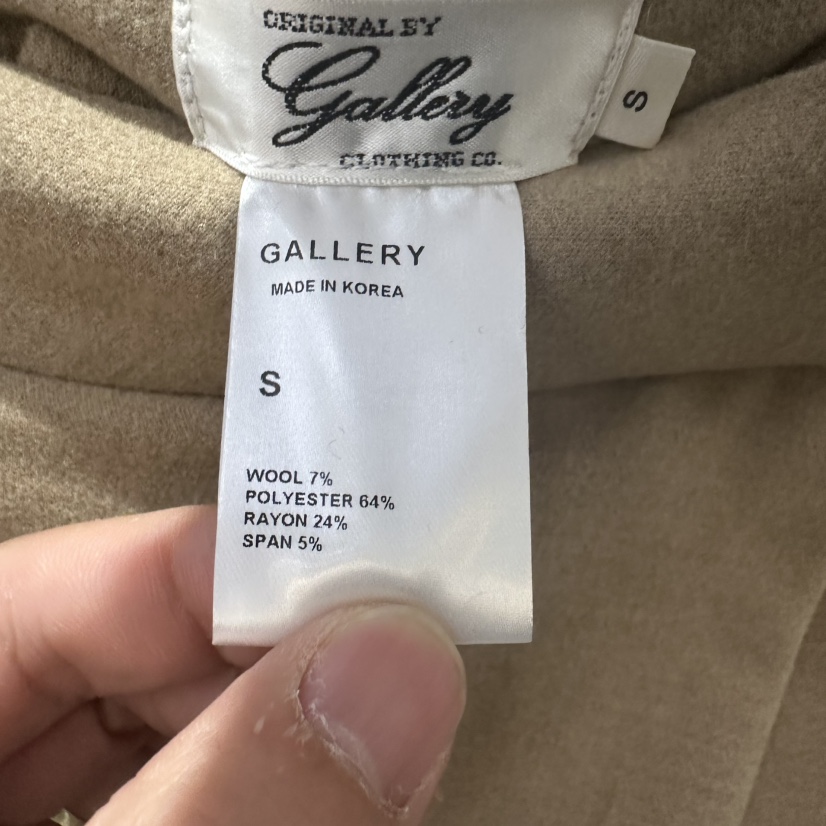 ORIGINAL BY
Gallery
CLOTHING CO.
S
GALLERY
MADE IN KOREA
S
WOOL 7%
POLYESTER 64%
RAYON 24%
SPAN 5%